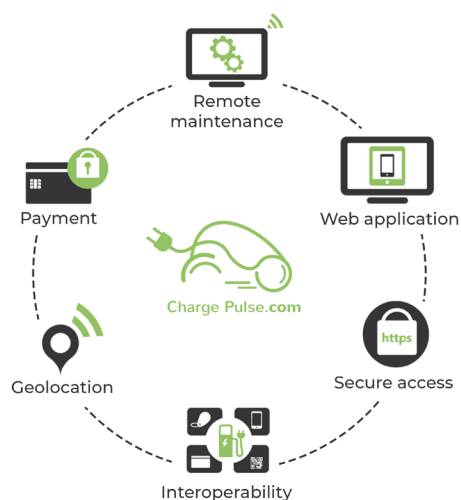 Remote
maintenance
Payment
Web application
Charge Pulse.com
https
Geolocation
Secure access
Interoperability